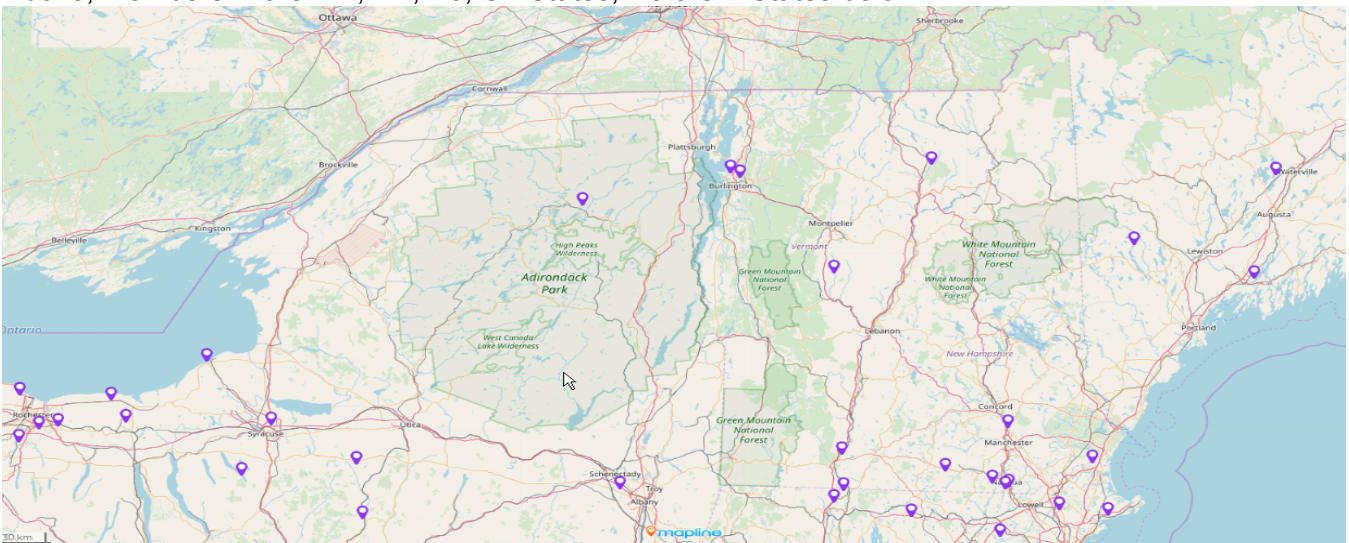 Ottawa
Sherbrooke
Cornwall
Brockville
Plattsburgh
Burlington
Waterville
Kingston
Belleville
Montpelier
Augusta
Vermont
High Peaks
Wilderness
Adirondack
Park
Green Mountain
National
Forest
White Mountain
National
Forest
Lewiston
White Mountain
National
Forest
Ontario
West Canada
Lake Wilderness
Lebanon
Portland
New Hampshire
Rochester
Syracuse
Utica
Green Mountain
National
Forest
Concord
Manchester
Schenectady
Troy
Albany
Lowell
30 km
mapline